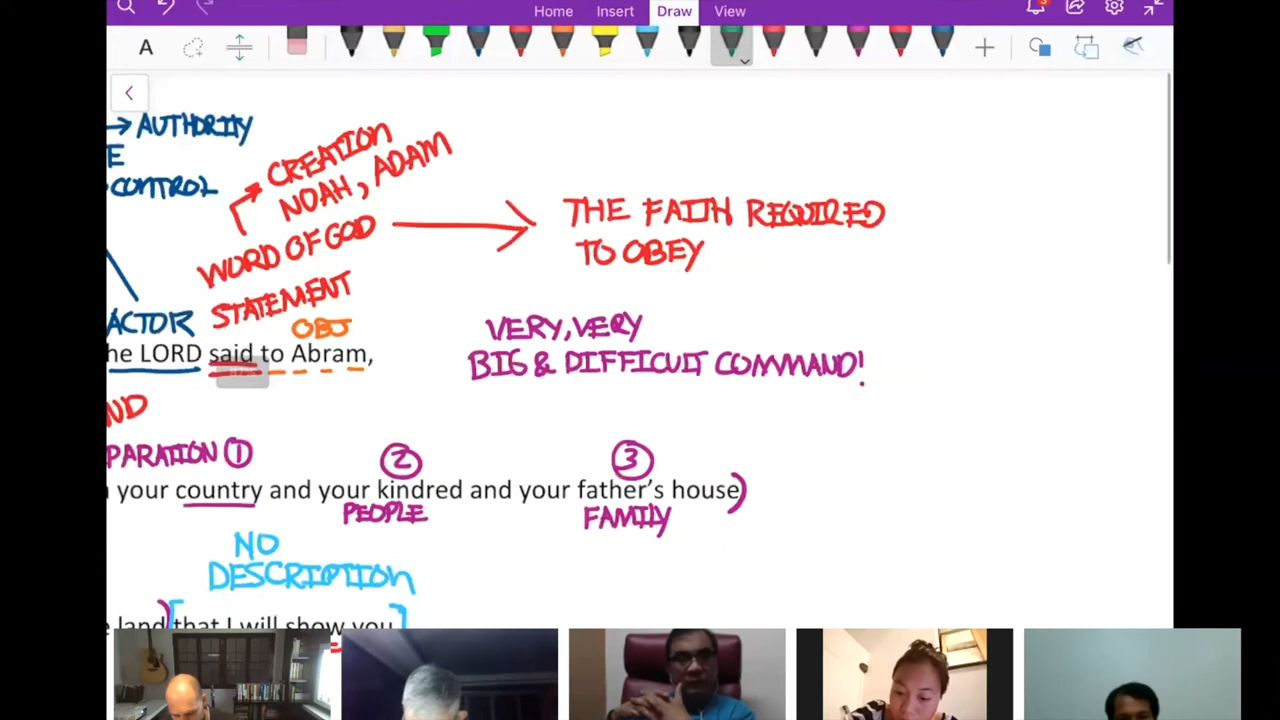 Home Insert Draw View
A
→ AUTHORITY
CONTROL
CREATION
NOAH, ADAM
WORD OF GOD
STATEMENT
THE FAITH REQUIRED
TO OBEY
ACTOR
OBJ
he LORD said to Abram,
VERY, VERY
BIG & DIFFICULT COMMAND!
ND
PARATION ① ② ③
your country and your kindred and your father's house)
PEOPLE FAMILY
NO
DESCRIPTION
e land) [that I will show you]